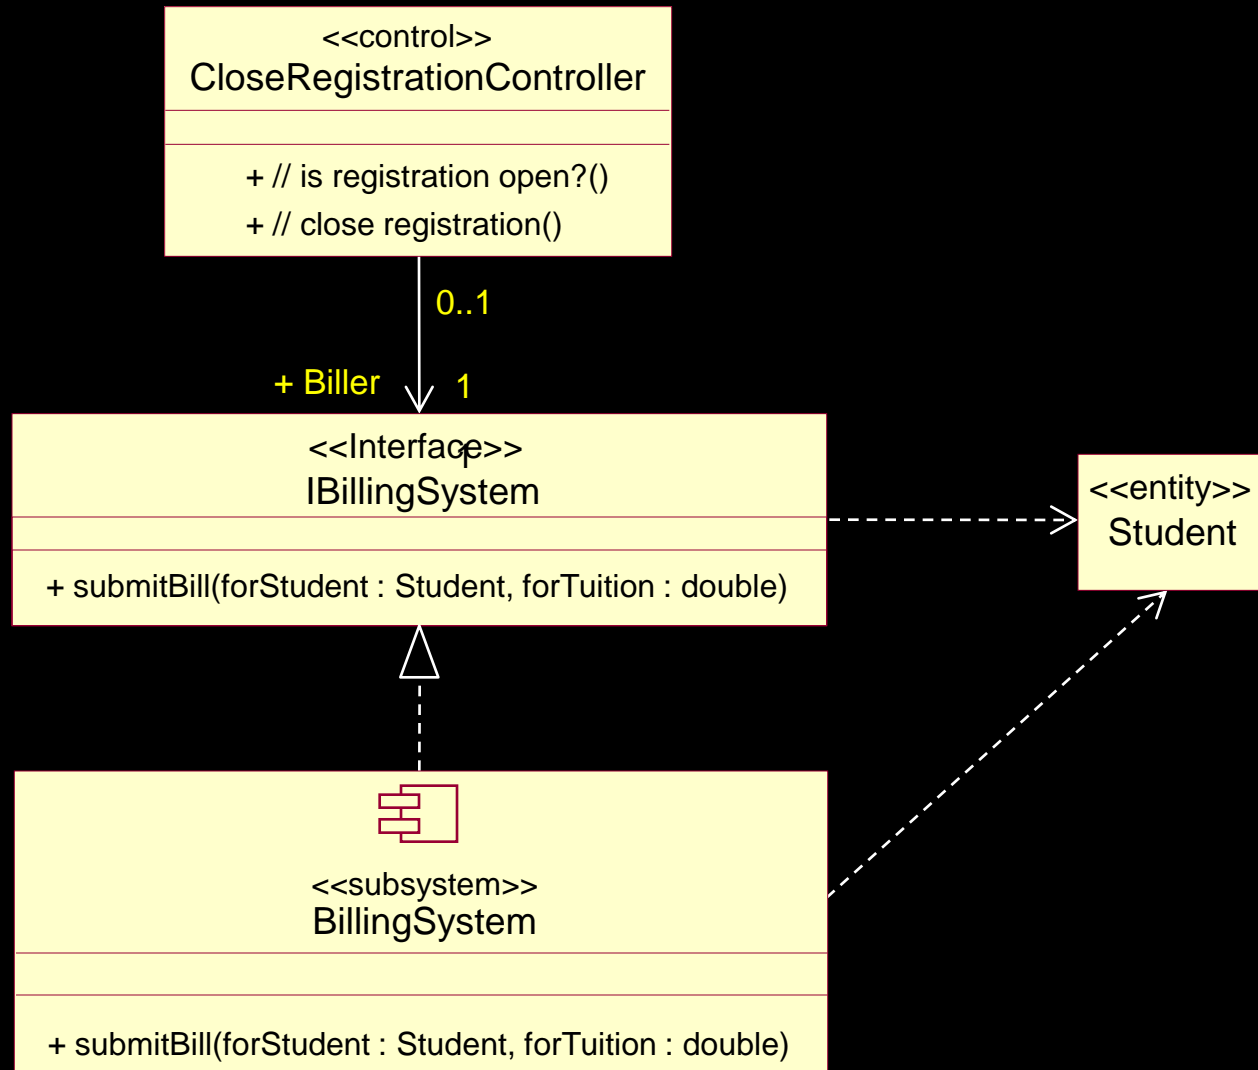 <<control>>
CloseRegistrationController
+ // is registration open?()
+ // close registration()
0..1
+ Biller
1
<<Interface>>
1
IBillingSystem
+ submitBill(forStudent : Student, forTuition : double)
<<entity>>
Student
<<subsystem>>
BillingSystem
+ submitBill(forStudent : Student, forTuition : double)